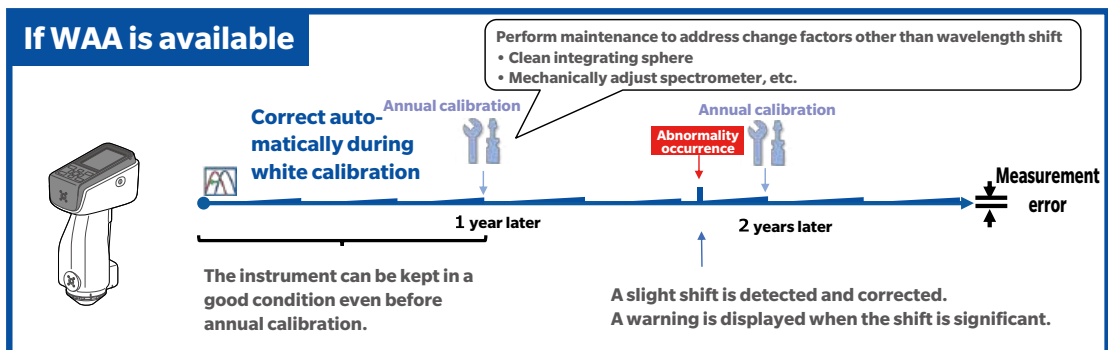 If WAA is available
Perform maintenance to address change factors other than wavelength shift
• Clean integrating sphere
• Mechanically adjust spectrometer, etc.
Annual calibration
Annual calibration
Correct auto-
matically during
white calibration
Abnormality
occurrence
Measurement
error
1 year later
2 years later
The instrument can be kept in a
good condition even before
annual calibration.
A slight shift is detected and corrected.
A warning is displayed when the shift is significant.